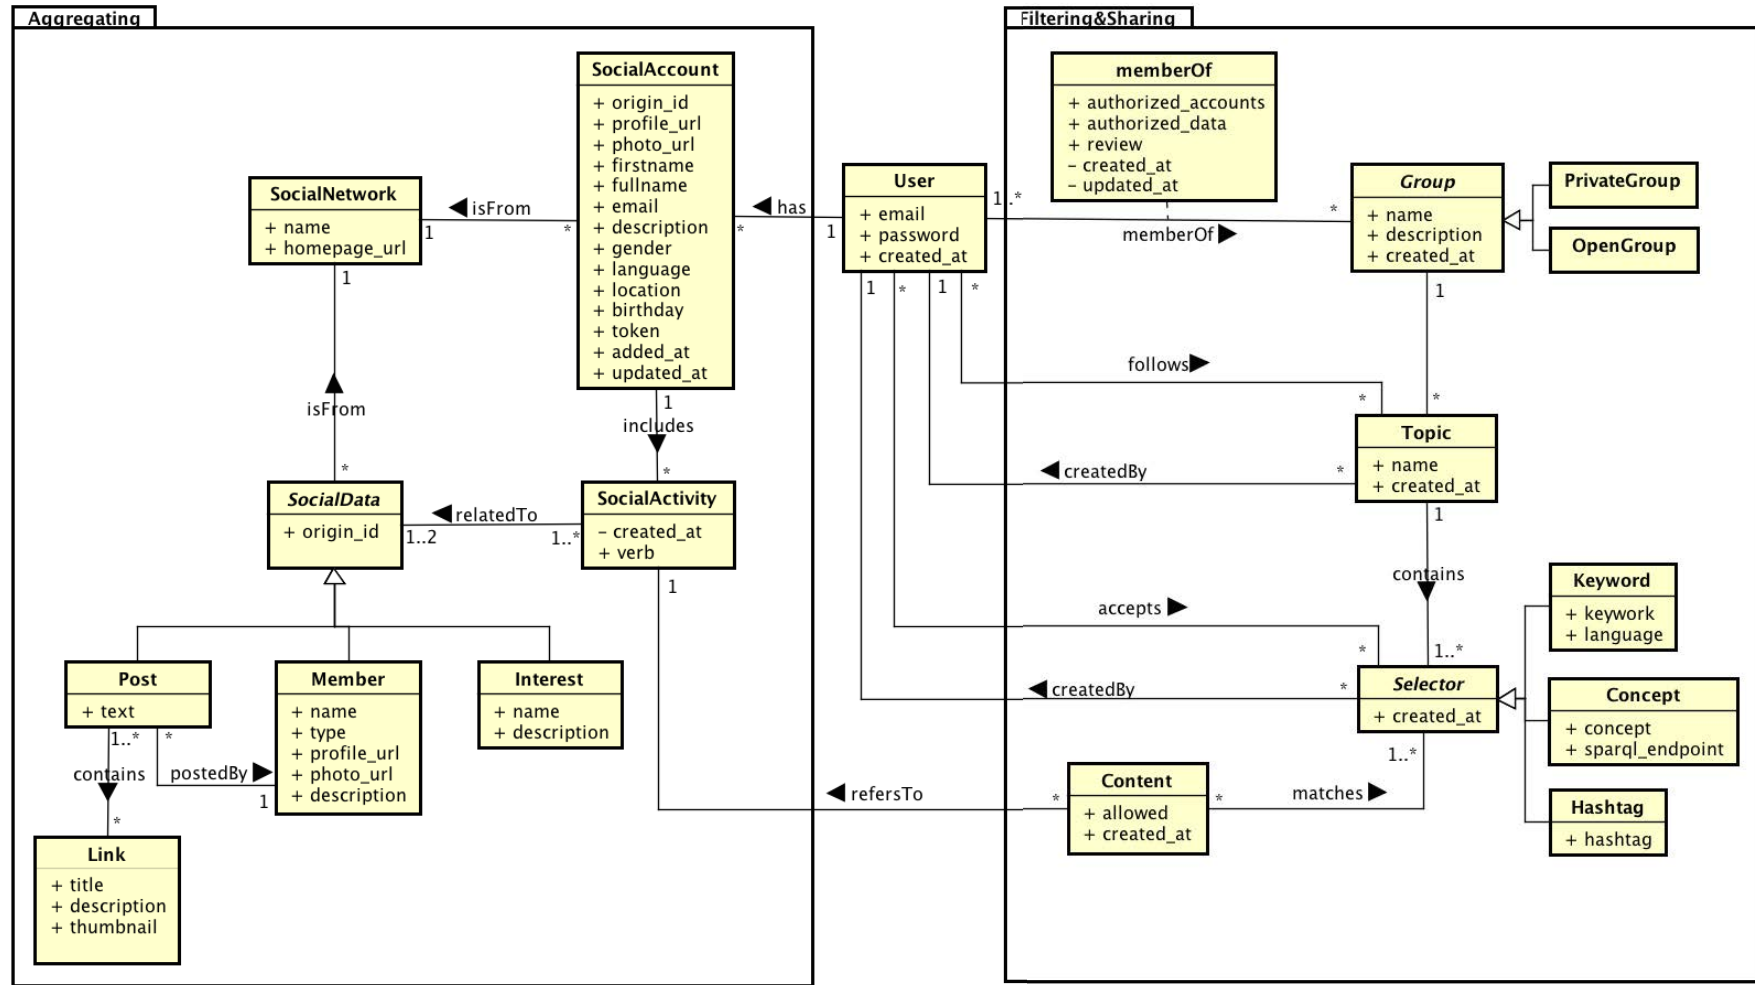 Aggregating
SocialAccount
+ origin_id
+ profile_url
+ photo_url
+ firstname
+ fullname
+ email
+ description
+ gender
+ language
+ location
+ birthday
+ token
+ added_at
+ updated_at
SocialNetwork
+ name
+ homepage_url
isFrom
1
*
has
*
1
1
isFrom
*
1
includes
*
SocialData
+ origin_id
SocialActivity
- created_at
+ verb
relatedTo
1..2
1..*
1
Post
+ text
Member
+ name
+ type
+ profile_url
+ photo_url
+ description
Interest
+ name
+ description
1..*
*
contains
postedBy
1
*
Link
+ title
+ description
+ thumbnail
User
+ email
+ password
+ created_at
1
*
1
*
Filtering&Sharing
memberOf
+ authorized_accounts
+ authorized_data
+ review
- created_at
- updated_at
1..*
*
memberOf
Group
+ name
+ description
+ created_at
PrivateGroup
OpenGroup
1
follows
*
*
Topic
+ name
+ created_at
createdBy
*
1
contains
accepts
*
1..*
createdBy
*
Selector
+ created_at
1..*
Keyword
+ keywork
+ language
Concept
+ concept
+ sparql_endpoint
Hashtag
+ hashtag
Content
+ allowed
+ created_at
refersTo
*
*
matches